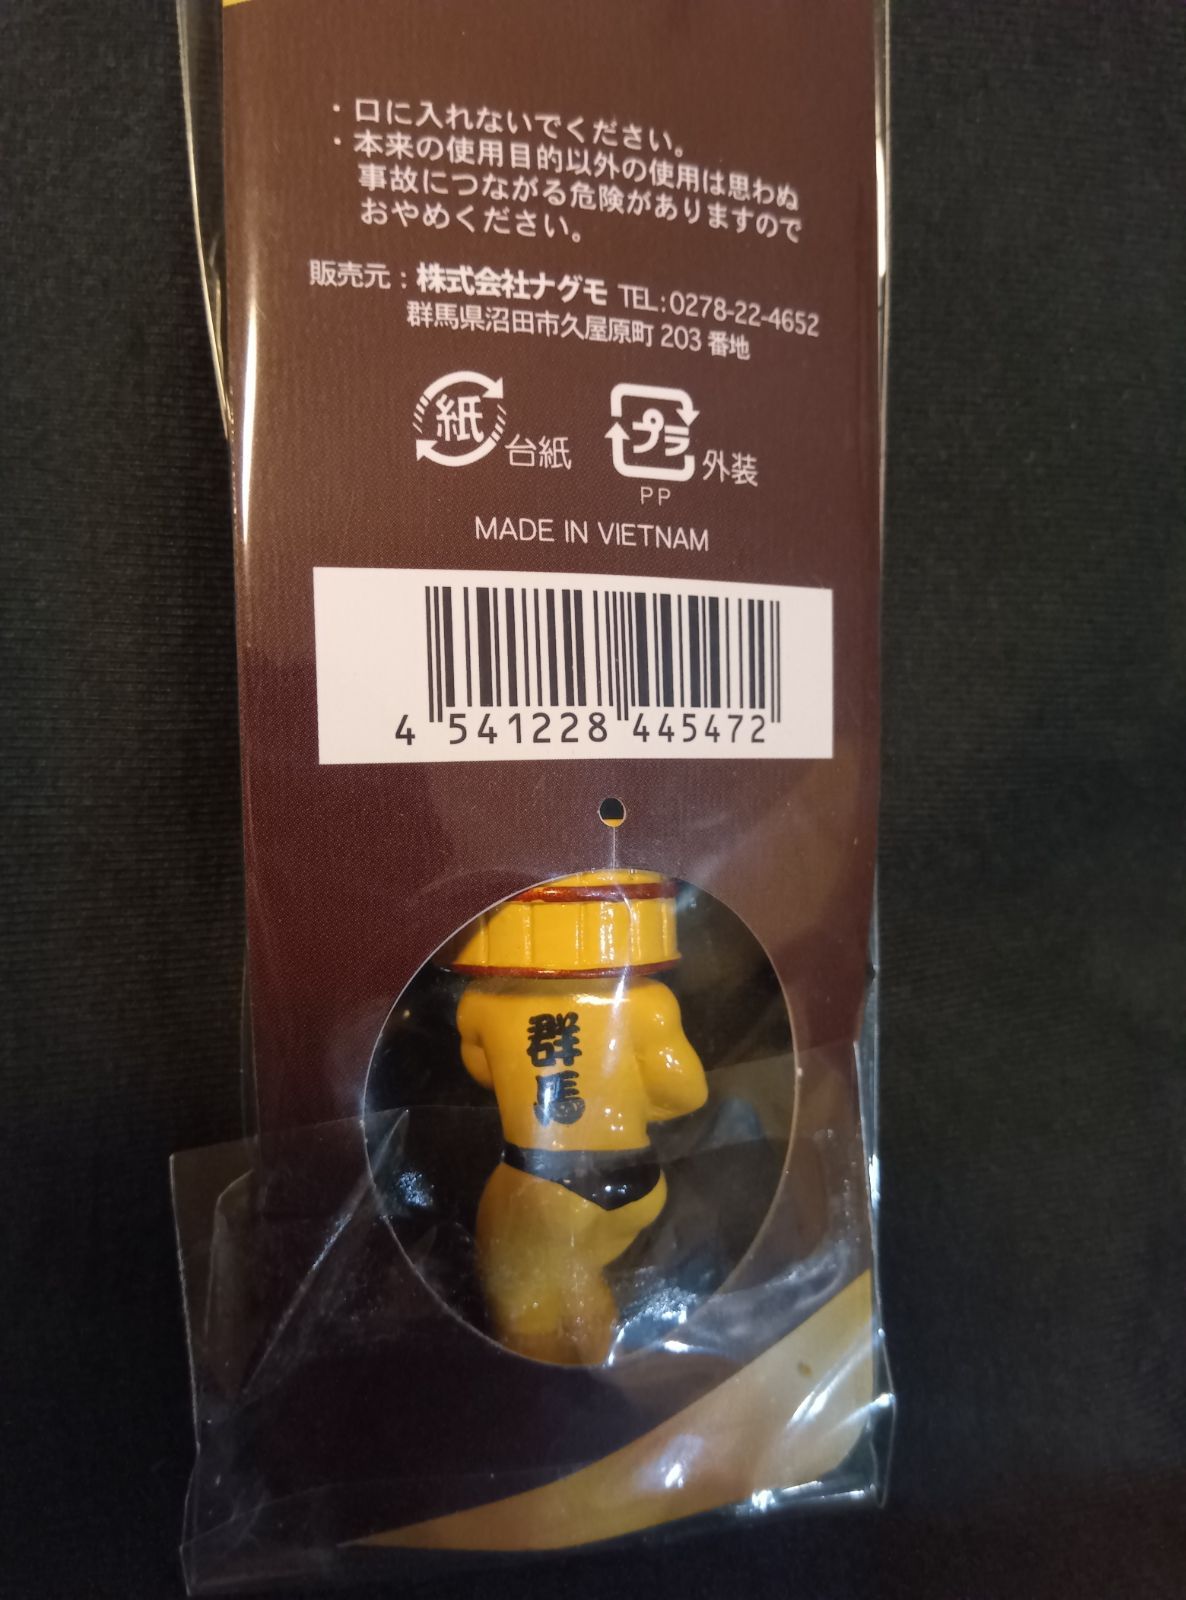 ・口に入れないでください。
・本来の使用目的以外の使用は思わぬ
事故につながる危険がありますので
おやめください。
販売元：株式会社ナグモ TEL:0278-22-4652
群馬県沼田市久屋原町 203 番地
紙 台紙
プラ 外装
PP
MADE IN VIETNAM
4 541228 445472
群
馬